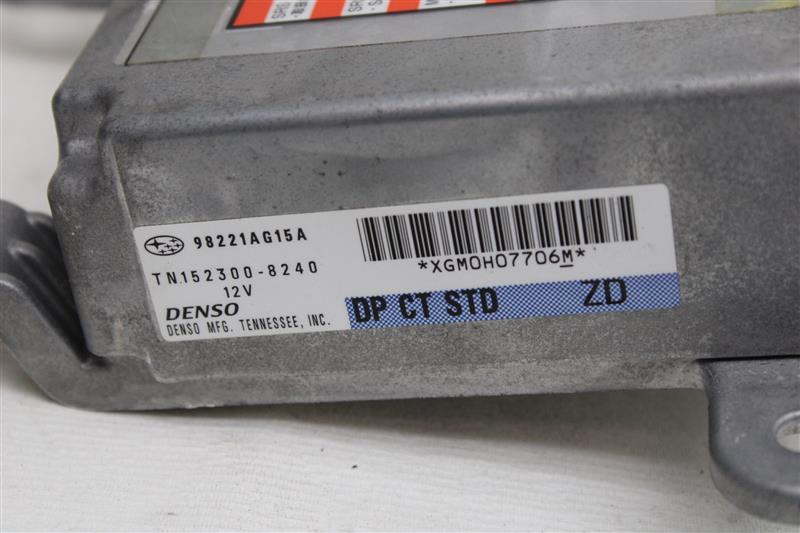 98221AG15A
TN152300-8240
12V
DENSO
DENSO MFG. TENNESSEE, INC.
*XGM0H07706M*
DP CT STD ZD